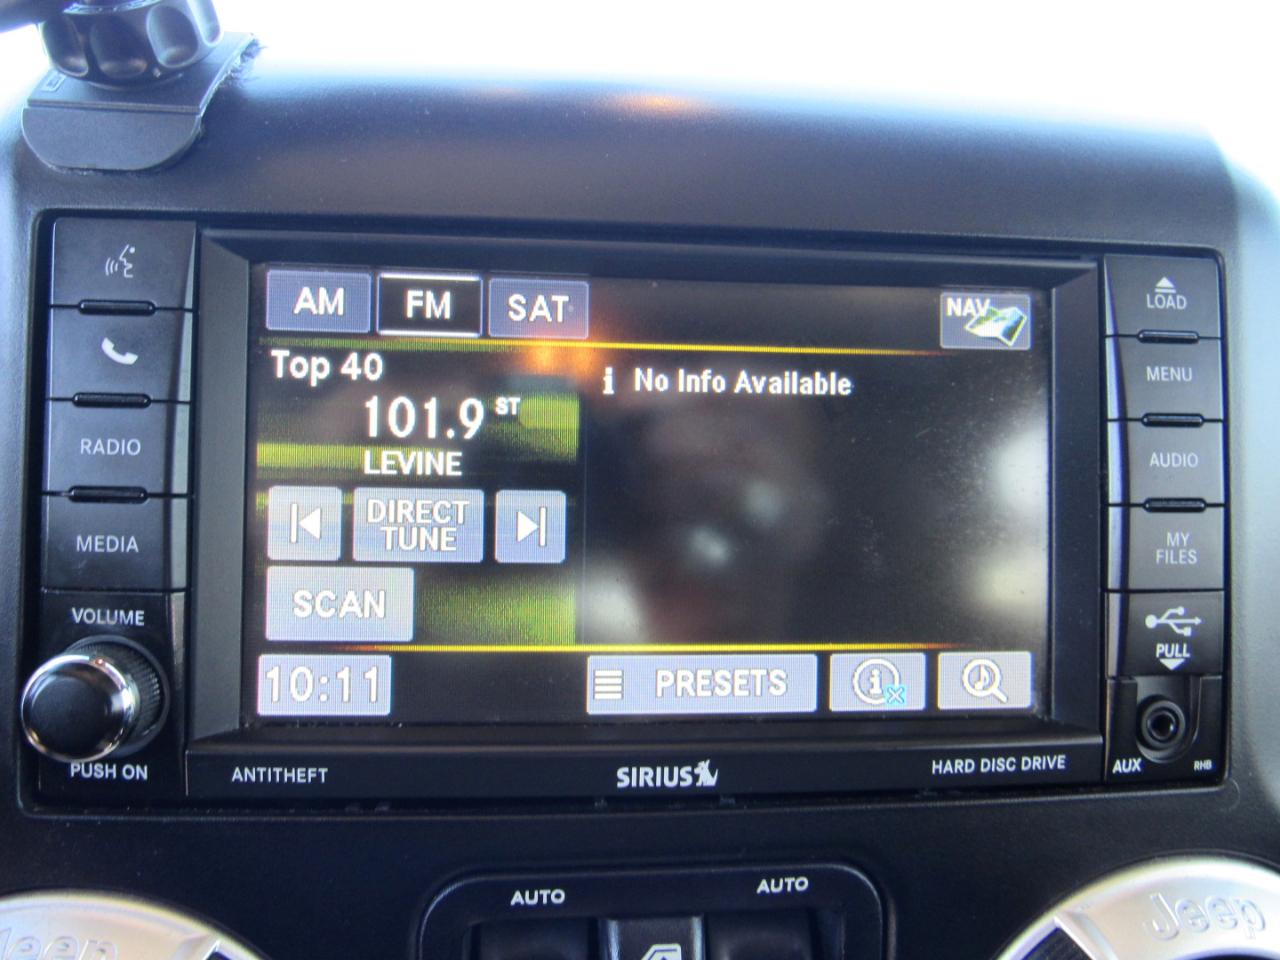 AM FM SAT NAV
Top 40
101.9 ST
LEVINE
DIRECT
TUNE
SCAN
10:11
i No Info Available
PRESETS
i
RADIO
MEDIA
VOLUME
PUSH ON
LOAD
MENU
AUDIO
MY
FILES
PULL
AUX
RHB
ANTITHEFT
SIRIUS
HARD DISC DRIVE
AUTO
AUTO
Jeep
Jeep